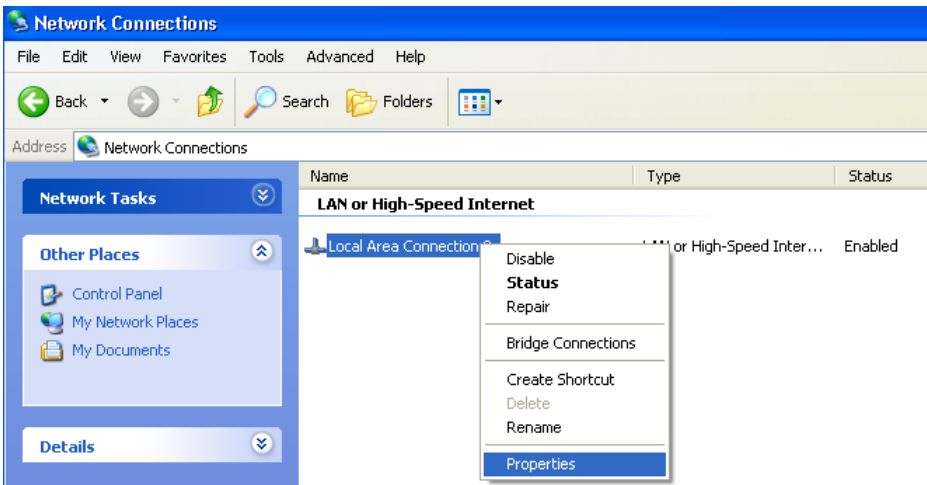 Network Connections
File Edit View Favorites Tools Advanced Help
Back Search Folders
Address Network Connections
Name Type Status
Network Tasks
LAN or High-Speed Internet
Local Area Connection or High-Speed Inter... Enabled
Other Places
Control Panel
My Network Places
My Documents
Details
Disable
Status
Repair
Bridge Connections
Create Shortcut
Delete
Rename
Properties